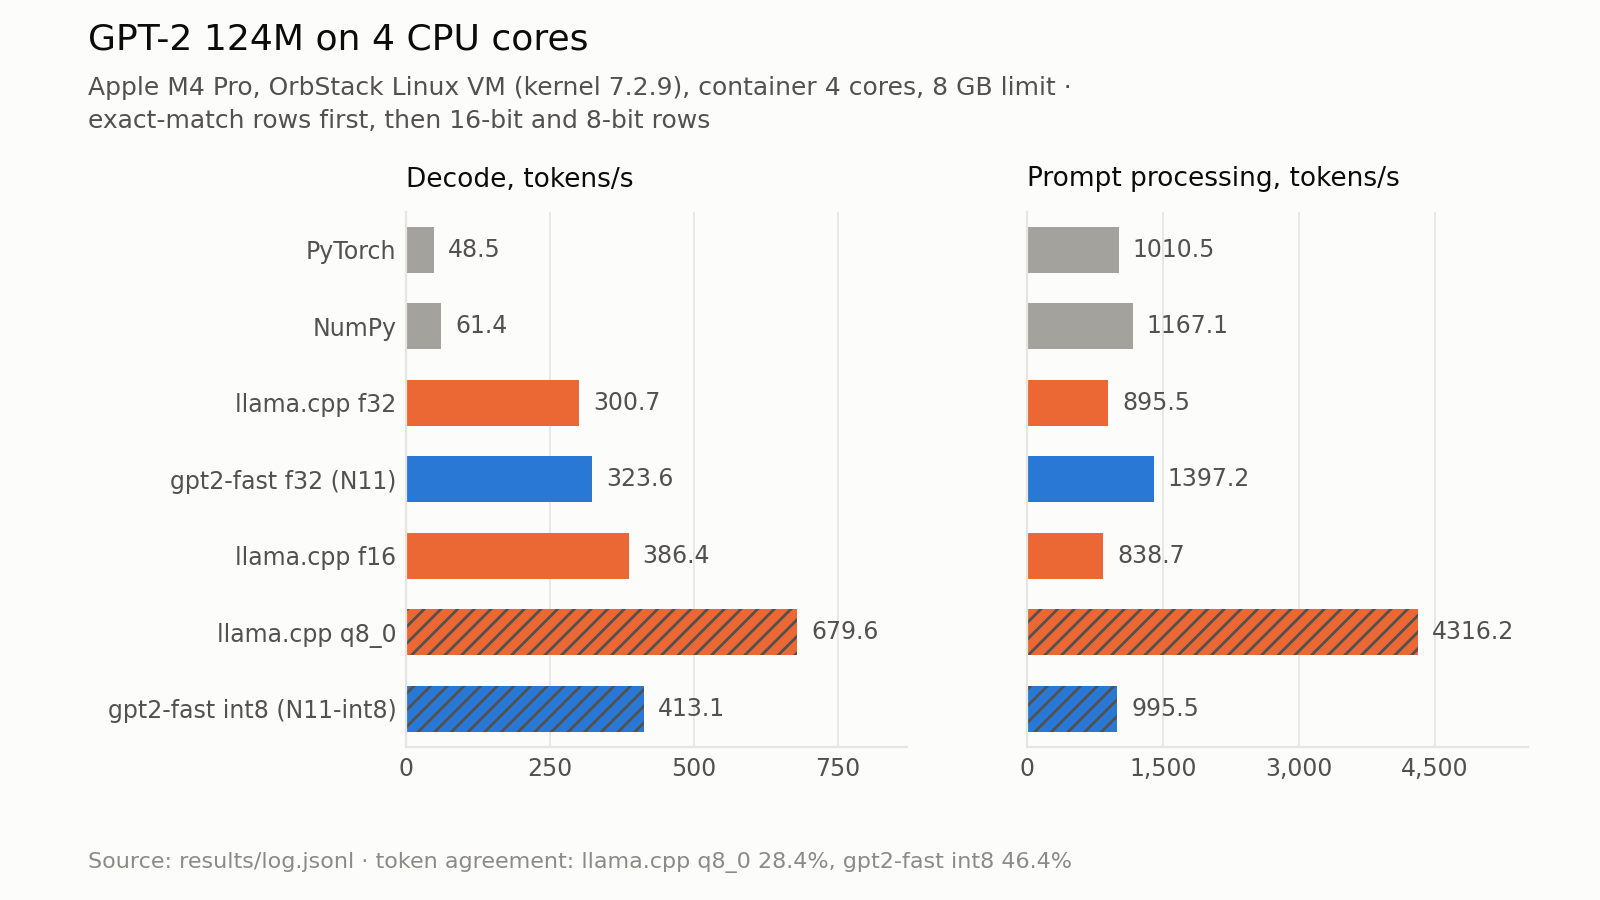 GPT-2 124M on 4 CPU cores
Apple M4 Pro, OrbStack Linux VM (kernel 7.2.9), container 4 cores, 8 GB limit ·
exact-match rows first, then 16-bit and 8-bit rows
Decode, tokens/s
PyTorch 48.5
NumPy 61.4
llama.cpp f32 300.7
gpt2-fast f32 (N11) 323.6
llama.cpp f16 386.4
llama.cpp q8_0 679.6
gpt2-fast int8 (N11-int8) 413.1
0 250 500 750
Prompt processing, tokens/s
1010.5
1167.1
895.5
1397.2
838.7
4316.2
995.5
0 1,500 3,000 4,500
Source: results/log.jsonl · token agreement: llama.cpp q8_0 28.4%, gpt2-fast int8 46.4%